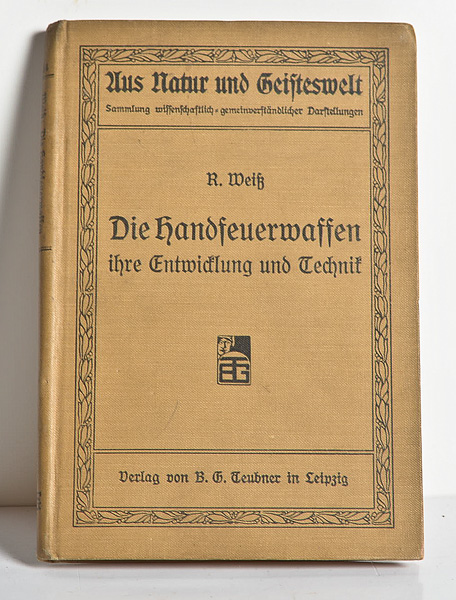 Aus Natur und Geisteswelt
Sammlung wissenschaftlich-gemeinverständlicher Darstellungen
R. Weiß
Die Handfeuerwaffen
ihre Entwicklung und Technik
Verlag von B. G. Teubner in Leipzig